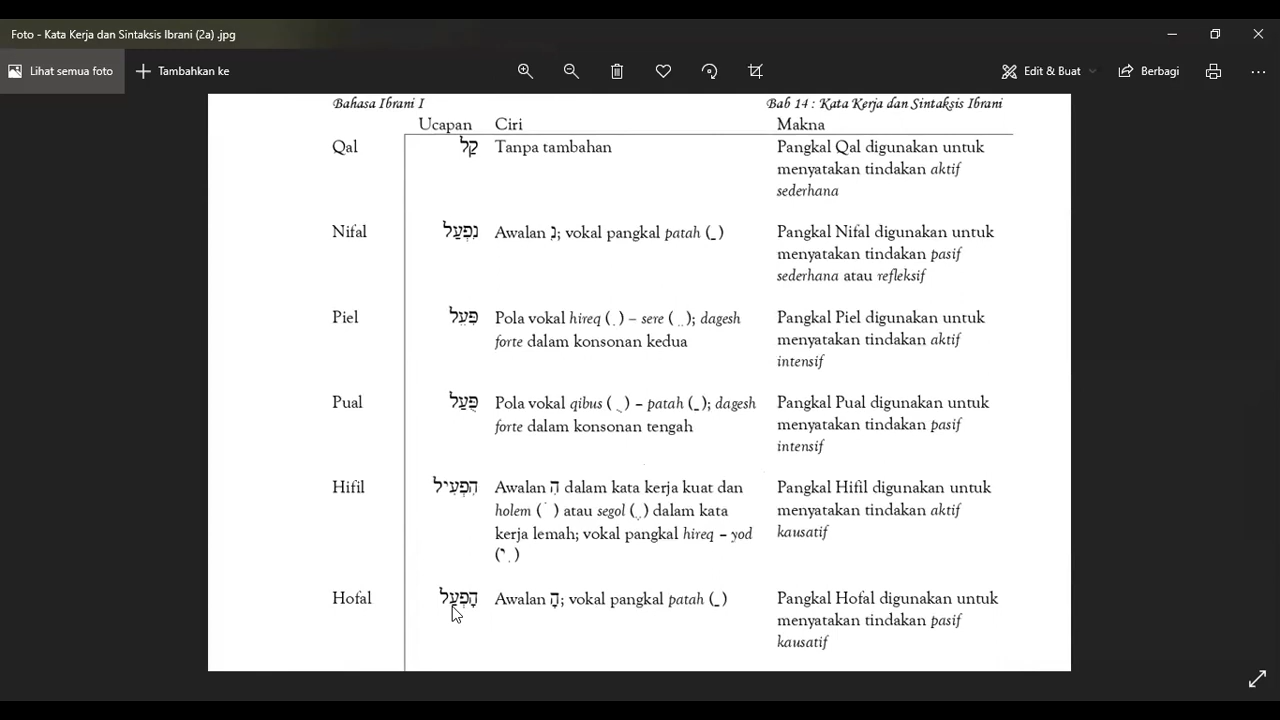 Foto - Kata Kerja dan Sintaksis Ibrani (2a) .jpg
Lihat semua foto
Tambahkan ke
Edit & Buat
Berbagi
Bahasa Ibrani I
Bab 14 : Kata Kerja dan Sintaksis Ibrani
Ucapan Ciri Makna
Qal קַל Tanpa tambahan Pangkal Qal digunakan untuk
menyatakan tindakan aktif
sederhana
Nifal נִפְעַל Awalan נִ; vokal pangkal patah (ַ) Pangkal Nifal digunakan untuk
menyatakan tindakan pasif
sederhana atau refleksif
Piel פִּעֵל Pola vokal hireq (ִ) – sere (ֵ); dagesh Pangkal Piel digunakan untuk
forte dalam konsonan kedua menyatakan tindakan aktif
intensif
Pual פֻּעַל Pola vokal qibus (ֻ) – patah (ַ); dagesh Pangkal Pual digunakan untuk
forte dalam konsonan tengah menyatakan tindakan pasif
intensif
Hifil הִפְעִיל Awalan הִ dalam kata kerja kuat dan Pangkal Hifil digunakan untuk
holem (ֹ) atau segol (ֶ) dalam kata menyatakan tindakan aktif
kerja lemah; vokal pangkal hireq – yod kausatif
(ִי)
Hofal הָפְעַל Awalan הָ; vokal pangkal patah (ַ) Pangkal Hofal digunakan untuk
menyatakan tindakan pasif
kausatif